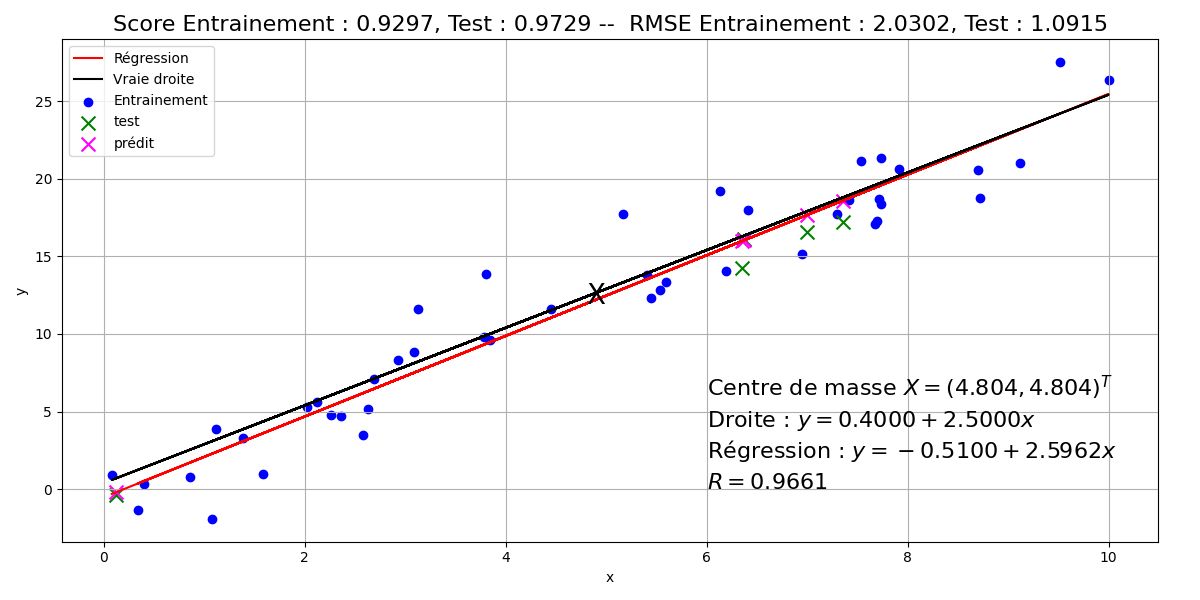 Score Entrainement : 0.9297, Test : 0.9729 --  RMSE Entrainement : 2.0302, Test : 1.0915
Régression
Vraie droite
Entrainement
test
prédit
25
20
15
10
5
0
y
X
Centre de masse X = (4.804, 4.804)^T
Droite : y = 0.4000 + 2.5000x
Régression : y = −0.5100 + 2.5962x
R = 0.9661
0 2 4 6 8 10
x